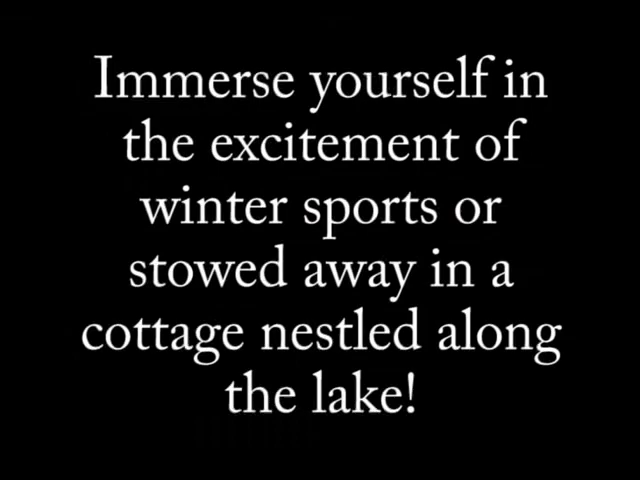 Immerse yourself in
the excitement of
winter sports or
stowed away in a
cottage nestled along
the lake!